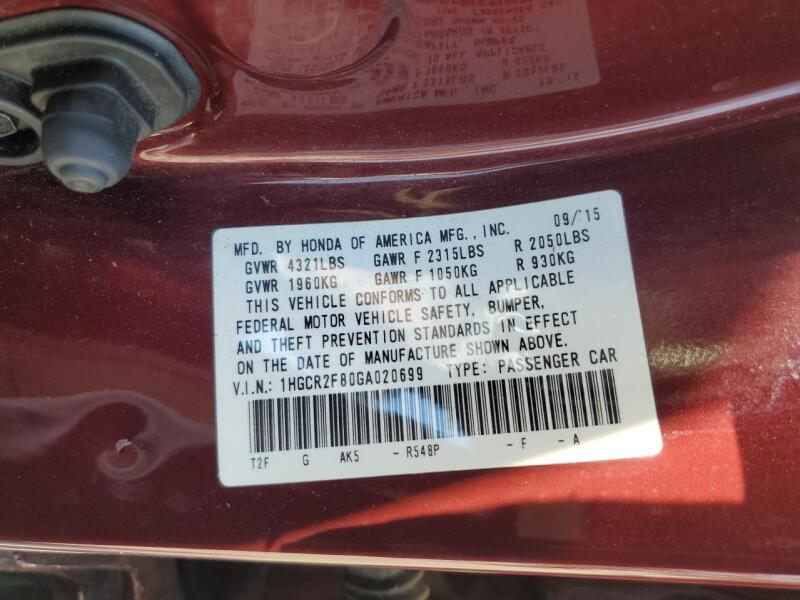 MFD. BY HONDA OF AMERICA MFG., INC. 09/'15
GVWR 4321LBS GAWR F 2315LBS R 2050LBS
GVWR 1960KG GAWR F 1050KG R 930KG
THIS VEHICLE CONFORMS TO ALL APPLICABLE
FEDERAL MOTOR VEHICLE SAFETY, BUMPER,
AND THEFT PREVENTION STANDARDS IN EFFECT
ON THE DATE OF MANUFACTURE SHOWN ABOVE.
V.I.N.: 1HGCR2F80GA020699 TYPE: PASSENGER CAR
T2F G AK5 - R548P - F - A